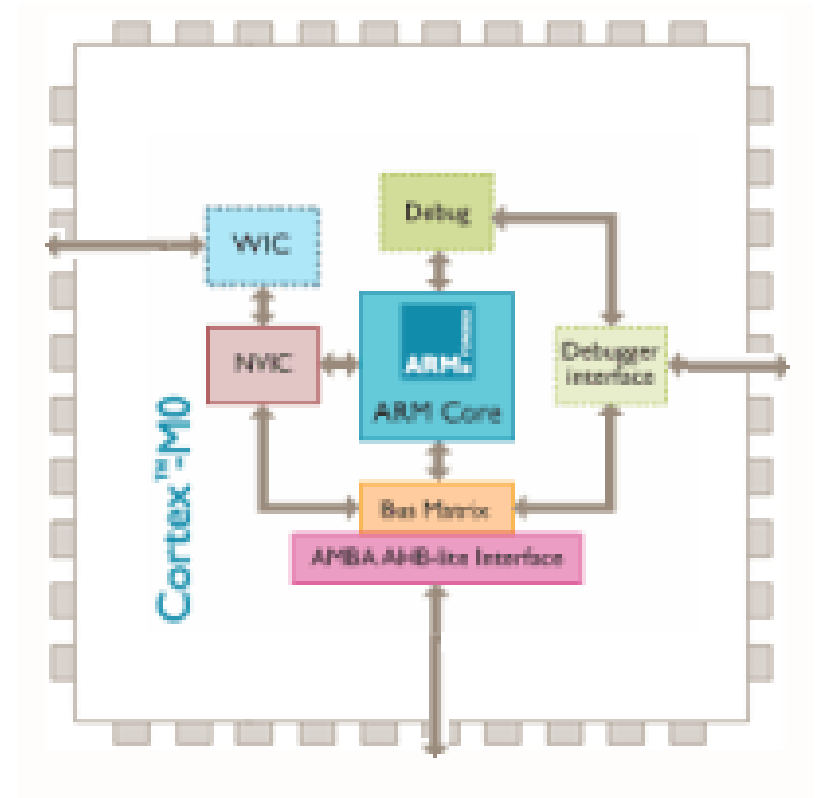 Debug
WIC
NVIC
ARM
ARM Core
Debugger
interface
Cortex™-M0
Bus Matrix
AMBA AHB-lite Interface